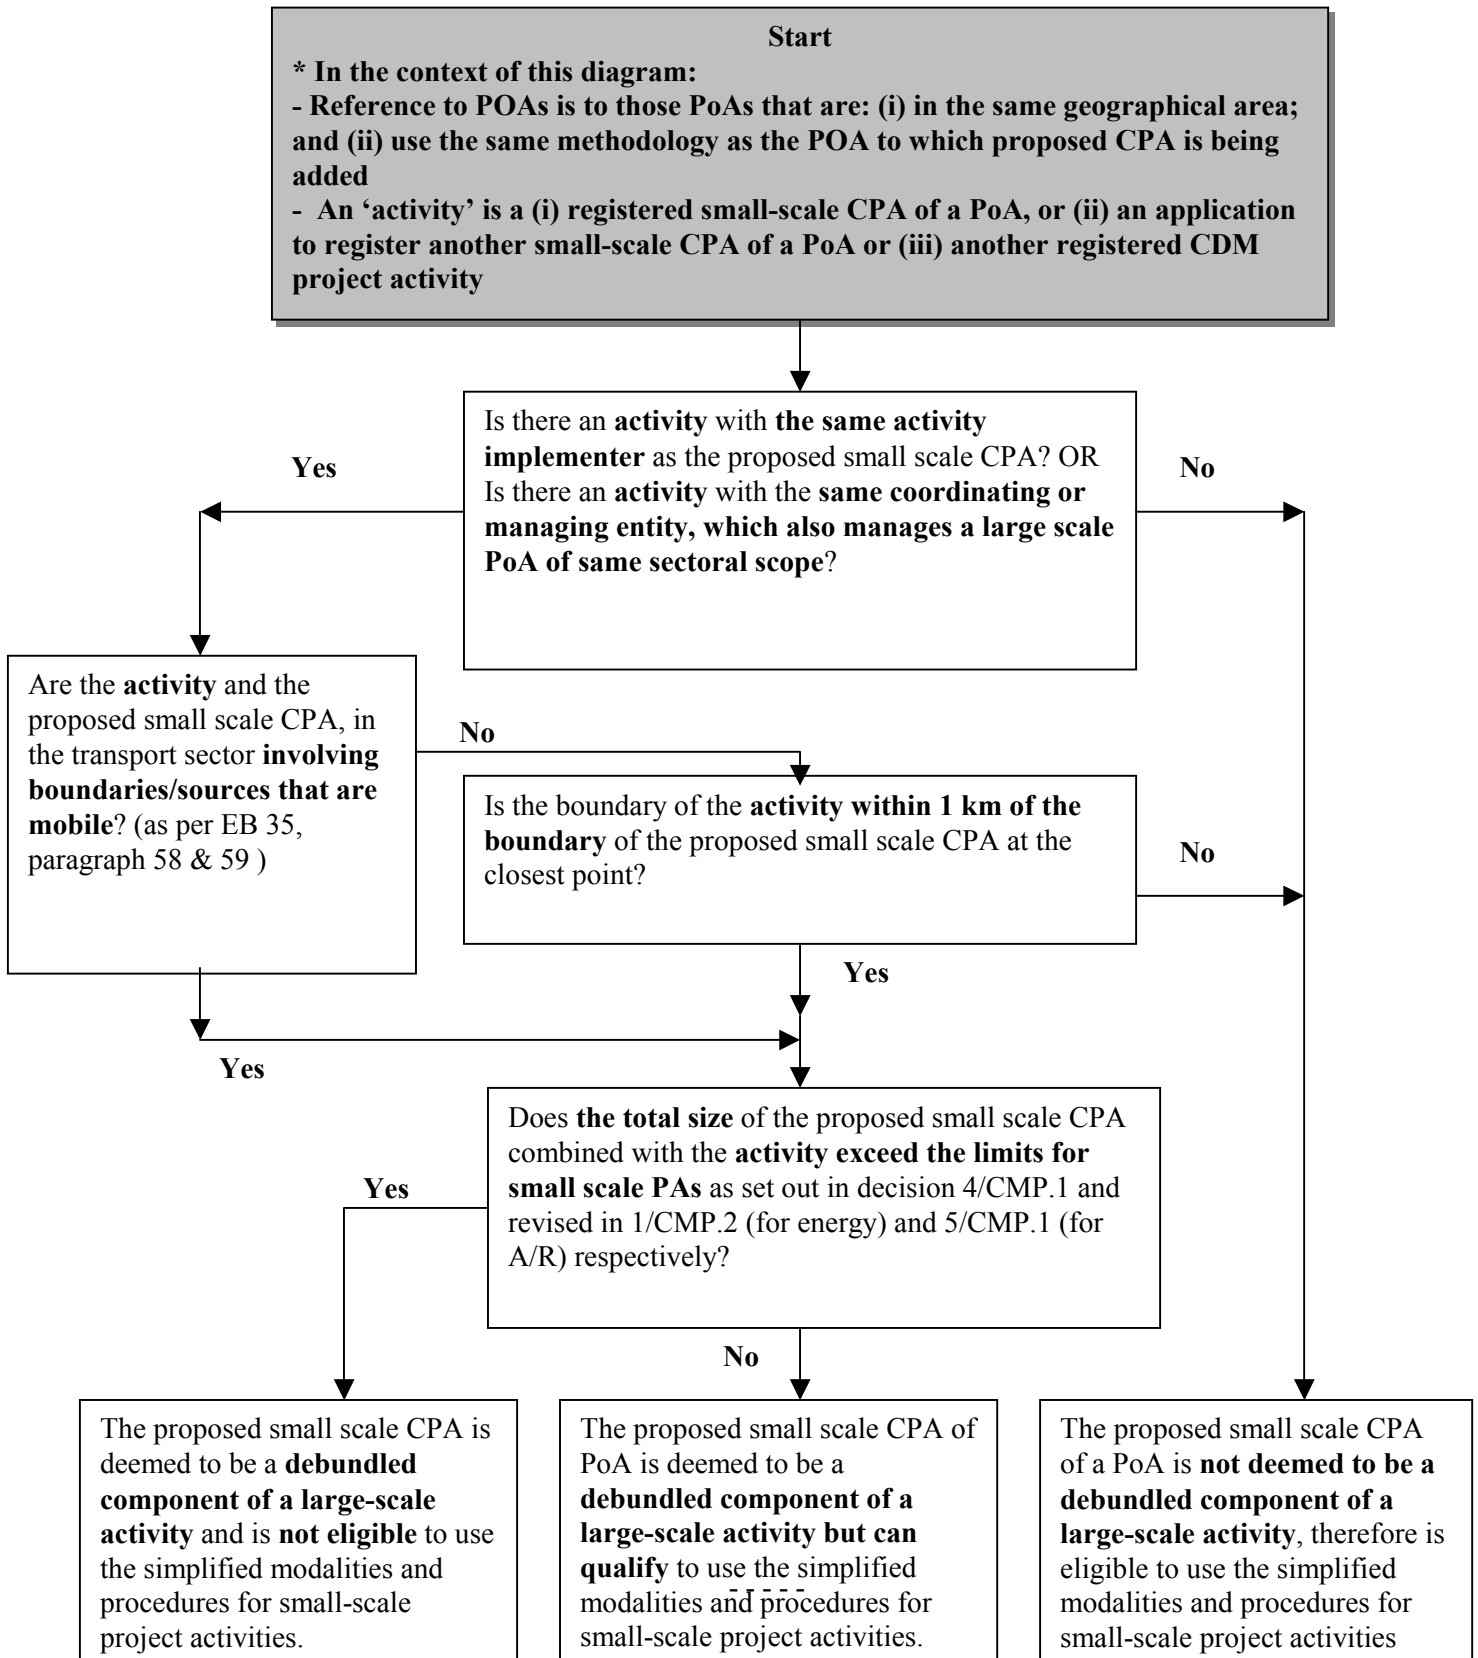 Start
* In the context of this diagram:
- Reference to POAs is to those PoAs that are: (i) in the same geographical area;
and (ii) use the same methodology as the POA to which proposed CPA is being
added
- An ‘activity’ is a (i) registered small-scale CPA of a PoA, or (ii) an application
to register another small-scale CPA of a PoA or (iii) another registered CDM
project activity
Is there an activity with the same activity
implementer as the proposed small scale CPA? OR
Is there an activity with the same coordinating or
managing entity, which also manages a large scale
PoA of same sectoral scope?
Yes
No
Are the activity and the
proposed small scale CPA, in
the transport sector involving
boundaries/sources that are
mobile? (as per EB 35,
paragraph 58 & 59 )
No
Is the boundary of the activity within 1 km of the
boundary of the proposed small scale CPA at the
closest point?
No
Yes
Yes
Does the total size of the proposed small scale CPA
combined with the activity exceed the limits for
small scale PAs as set out in decision 4/CMP.1 and
revised in 1/CMP.2 (for energy) and 5/CMP.1 (for
A/R) respectively?
Yes
No
The proposed small scale CPA is
deemed to be a debundled
component of a large-scale
activity and is not eligible to use
the simplified modalities and
procedures for small-scale
project activities.
The proposed small scale CPA of
PoA is deemed to be a
debundled component of a
large-scale activity but can
qualify to use the simplified
modalities and procedures for
small-scale project activities.
The proposed small scale CPA
of a PoA is not deemed to be a
debundled component of a
large-scale activity, therefore is
eligible to use the simplified
modalities and procedures for
small-scale project activities